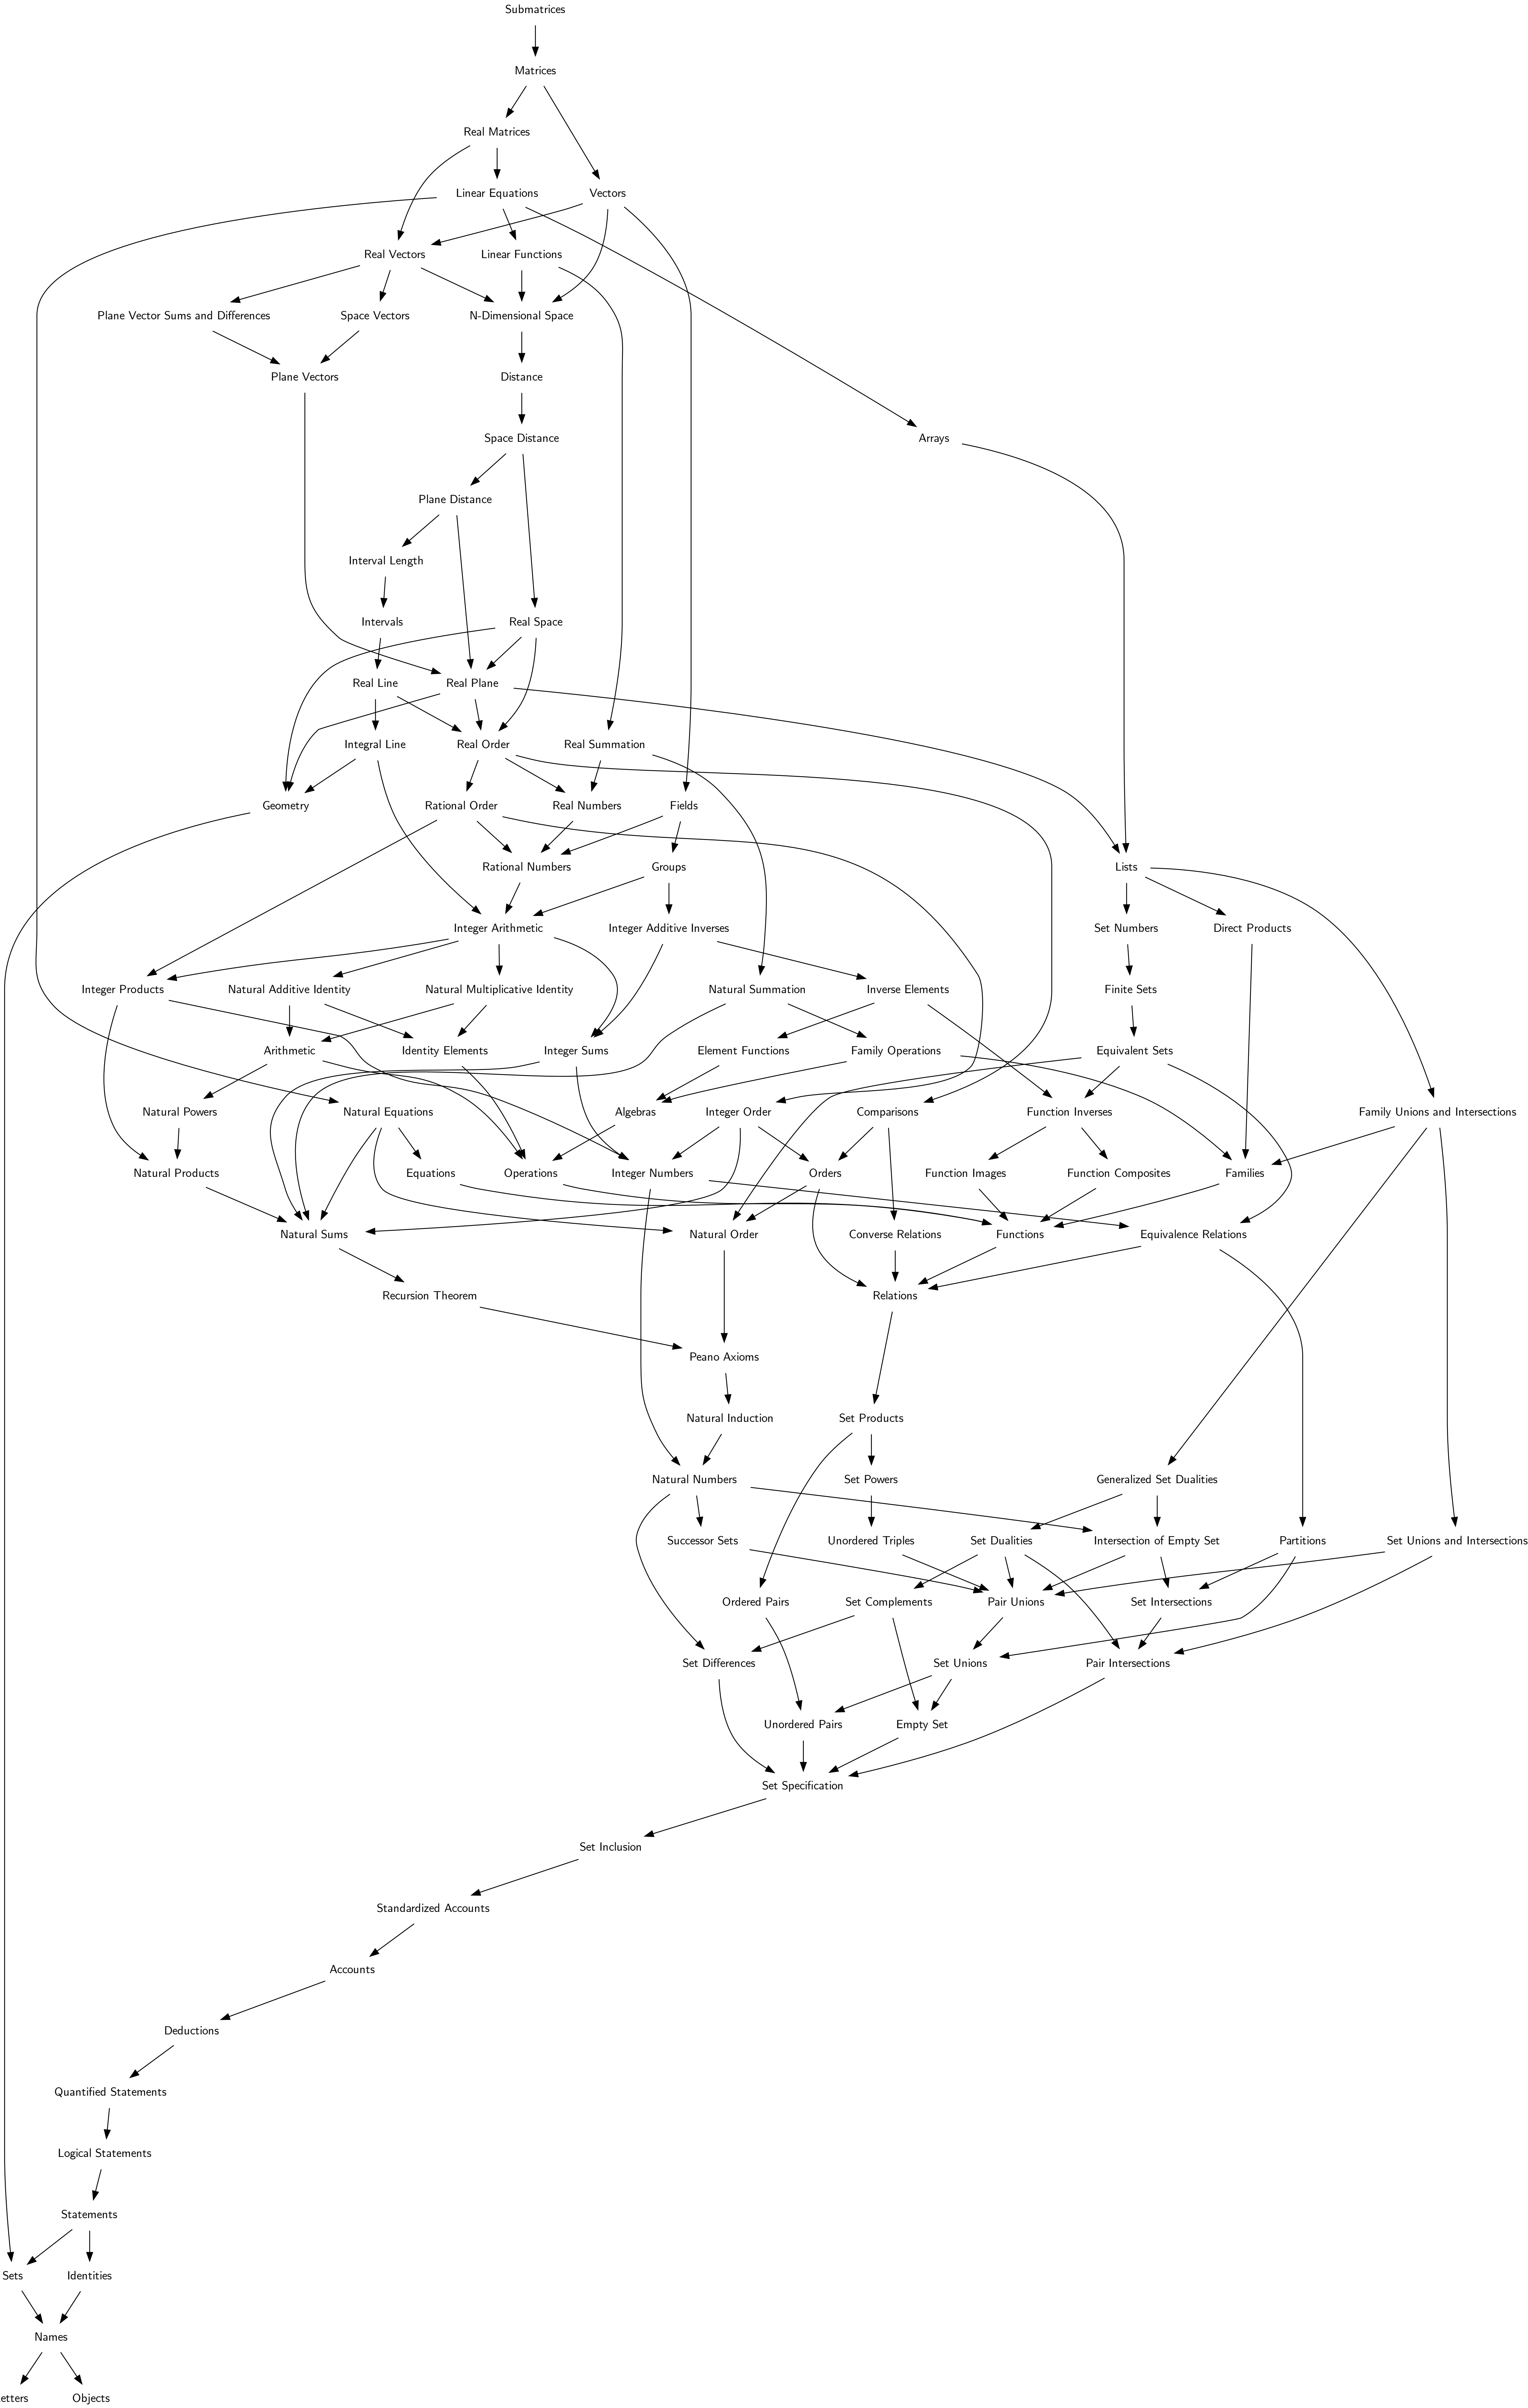 Submatrices
Matrices
Real Matrices
Linear Equations
Vectors
Real Vectors
Linear Functions
Plane Vector Sums and Differences
Space Vectors
N-Dimensional Space
Plane Vectors
Distance
Space Distance
Arrays
Plane Distance
Interval Length
Intervals
Real Space
Real Line
Real Plane
Integral Line
Real Order
Real Summation
Geometry
Rational Order
Real Numbers
Fields
Rational Numbers
Groups
Lists
Integer Arithmetic
Integer Additive Inverses
Set Numbers
Direct Products
Integer Products
Natural Additive Identity
Natural Multiplicative Identity
Natural Summation
Inverse Elements
Finite Sets
Arithmetic
Identity Elements
Integer Sums
Element Functions
Family Operations
Equivalent Sets
Natural Powers
Natural Equations
Algebras
Integer Order
Comparisons
Function Inverses
Family Unions and Intersections
Natural Products
Equations
Operations
Integer Numbers
Orders
Function Images
Function Composites
Families
Natural Sums
Natural Order
Converse Relations
Functions
Equivalence Relations
Recursion Theorem
Relations
Peano Axioms
Natural Induction
Set Products
Natural Numbers
Set Powers
Generalized Set Dualities
Successor Sets
Unordered Triples
Set Dualities
Intersection of Empty Set
Partitions
Set Unions and Intersections
Ordered Pairs
Set Complements
Pair Unions
Set Intersections
Set Differences
Set Unions
Pair Intersections
Unordered Pairs
Empty Set
Set Specification
Set Inclusion
Standardized Accounts
Accounts
Deductions
Quantified Statements
Logical Statements
Statements
Sets
Identities
Names
etters
Objects